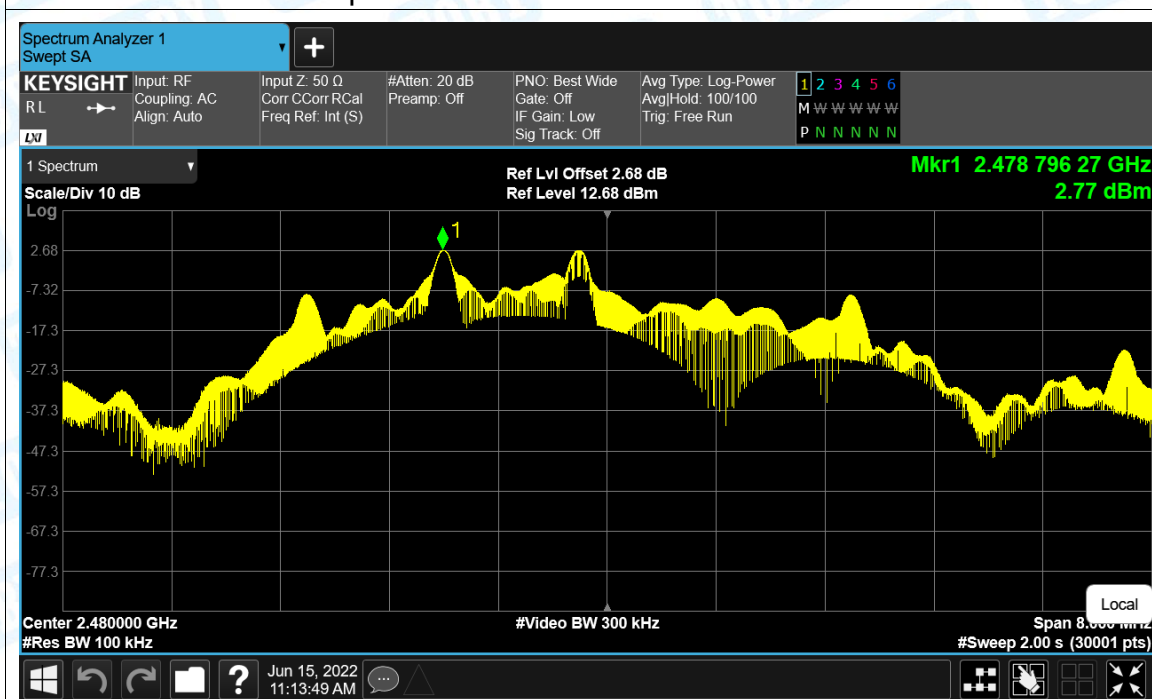 Spectrum Analyzer 1
Swept SA
+
KEYSIGHT
R L
LXI
Input: RF
Coupling: AC
Align: Auto
Input Z: 50 Ω
Corr CCorr RCal
Freq Ref: Int (S)
#Atten: 20 dB
Preamp: Off
PNO: Best Wide
Gate: Off
IF Gain: Low
Sig Track: Off
Avg Type: Log-Power
Avg|Hold: 100/100
Trig: Free Run
1 2 3 4 5 6
M W W W W W
P N N N N N
1 Spectrum
Scale/Div 10 dB
Ref Lvl Offset 2.68 dB
Ref Level 12.68 dBm
Mkr1 2.478 796 27 GHz
2.77 dBm
Log
1
2.68
-7.32
-17.3
-27.3
-37.3
-47.3
-57.3
-67.3
-77.3
Local
Center 2.480000 GHz
#Video BW 300 kHz
Span 8.000 MHz
#Res BW 100 kHz
#Sweep 2.00 s (30001 pts)
?
Jun 15, 2022
11:13:49 AM